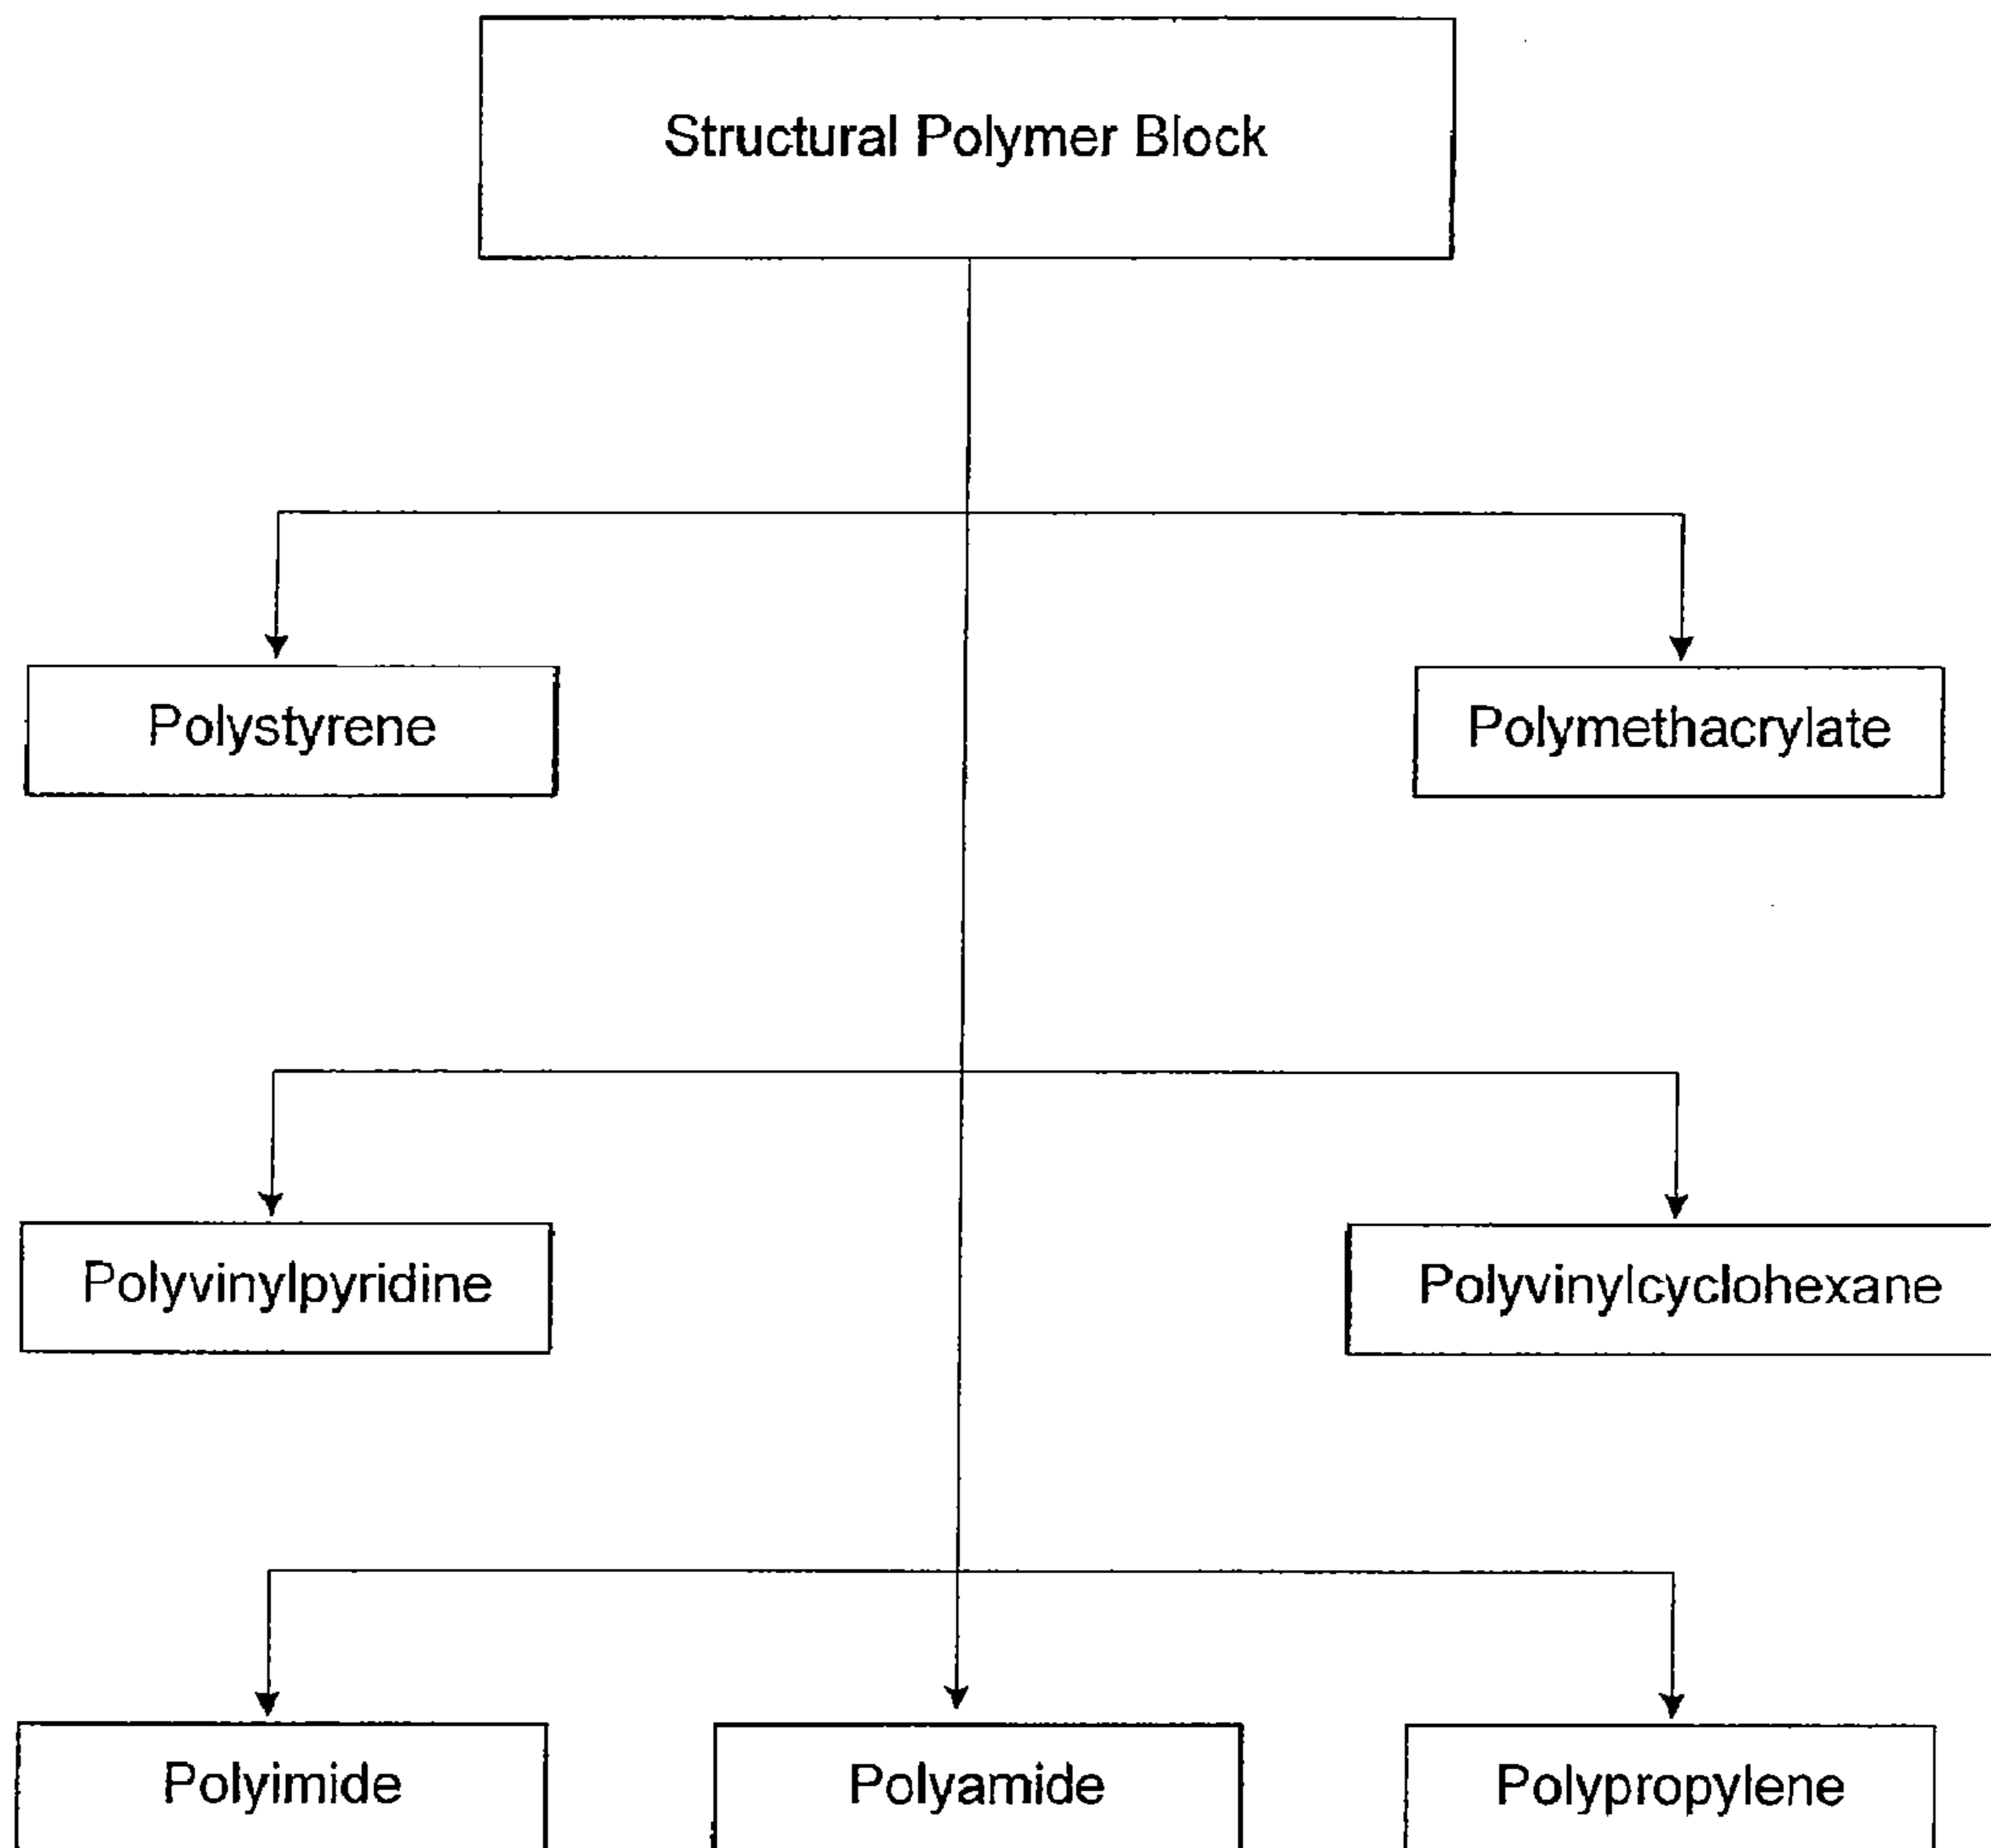 Structural Polymer Block
Polystyrene
Polymethacrylate
Polyvinylpyridine
Polyvinylcyclohexane
Polyimide
Polyamide
Polypropylene